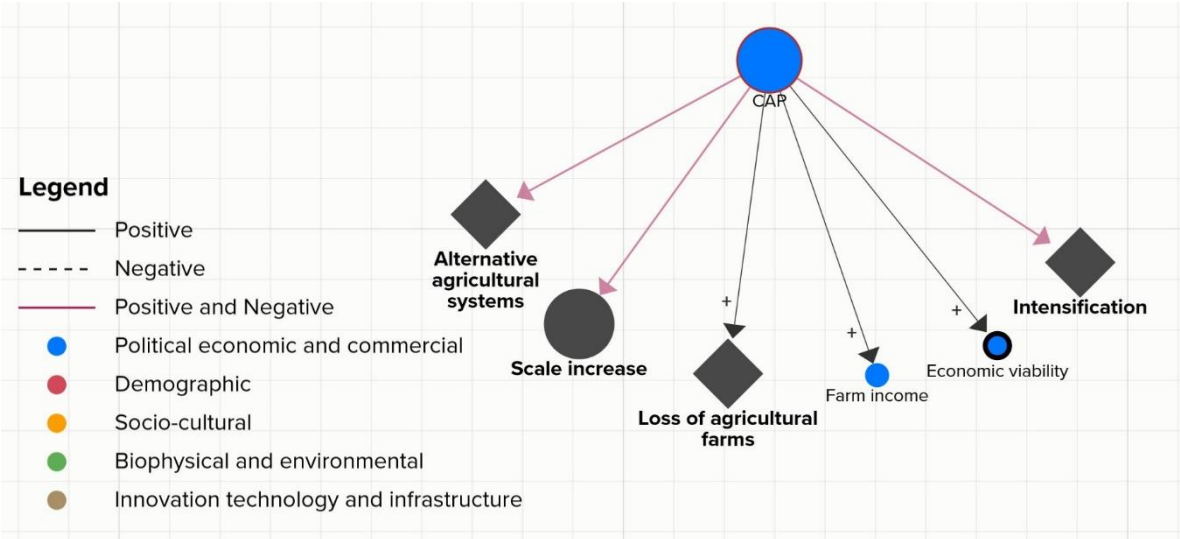 CAP
Legend
Positive
Negative
Positive and Negative
Political economic and commercial
Demographic
Socio-cultural
Biophysical and environmental
Innovation technology and infrastructure
Alternative
agricultural
systems
Scale increase
+
Loss of agricultural
farms
+
Farm income
+
Economic viability
Intensification